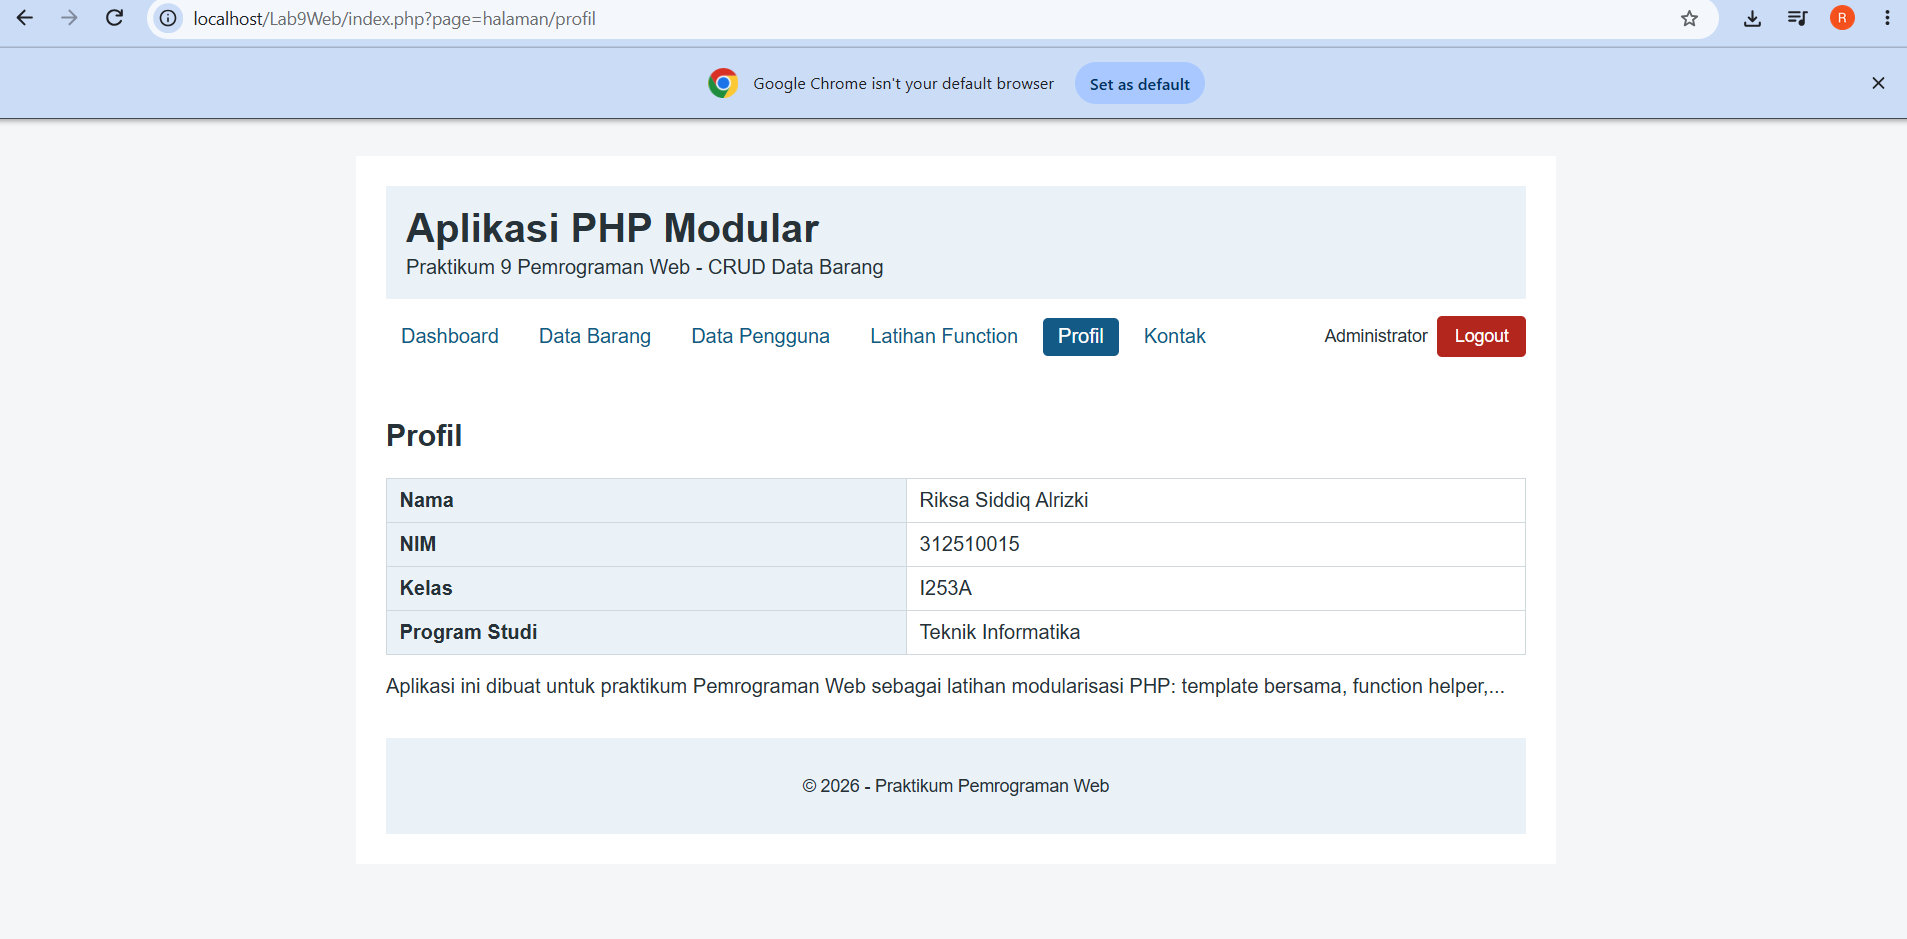 localhost/Lab9Web/index.php?page=halaman/profil
R
Google Chrome isn't your default browser Set as default
Aplikasi PHP Modular
Praktikum 9 Pemrograman Web - CRUD Data Barang
Dashboard Data Barang Data Pengguna Latihan Function Profil Kontak Administrator Logout
Profil
Nama Riksa Siddiq Alrizki
NIM 312510015
Kelas I253A
Program Studi Teknik Informatika
Aplikasi ini dibuat untuk praktikum Pemrograman Web sebagai latihan modularisasi PHP: template bersama, function helper,...
© 2026 - Praktikum Pemrograman Web